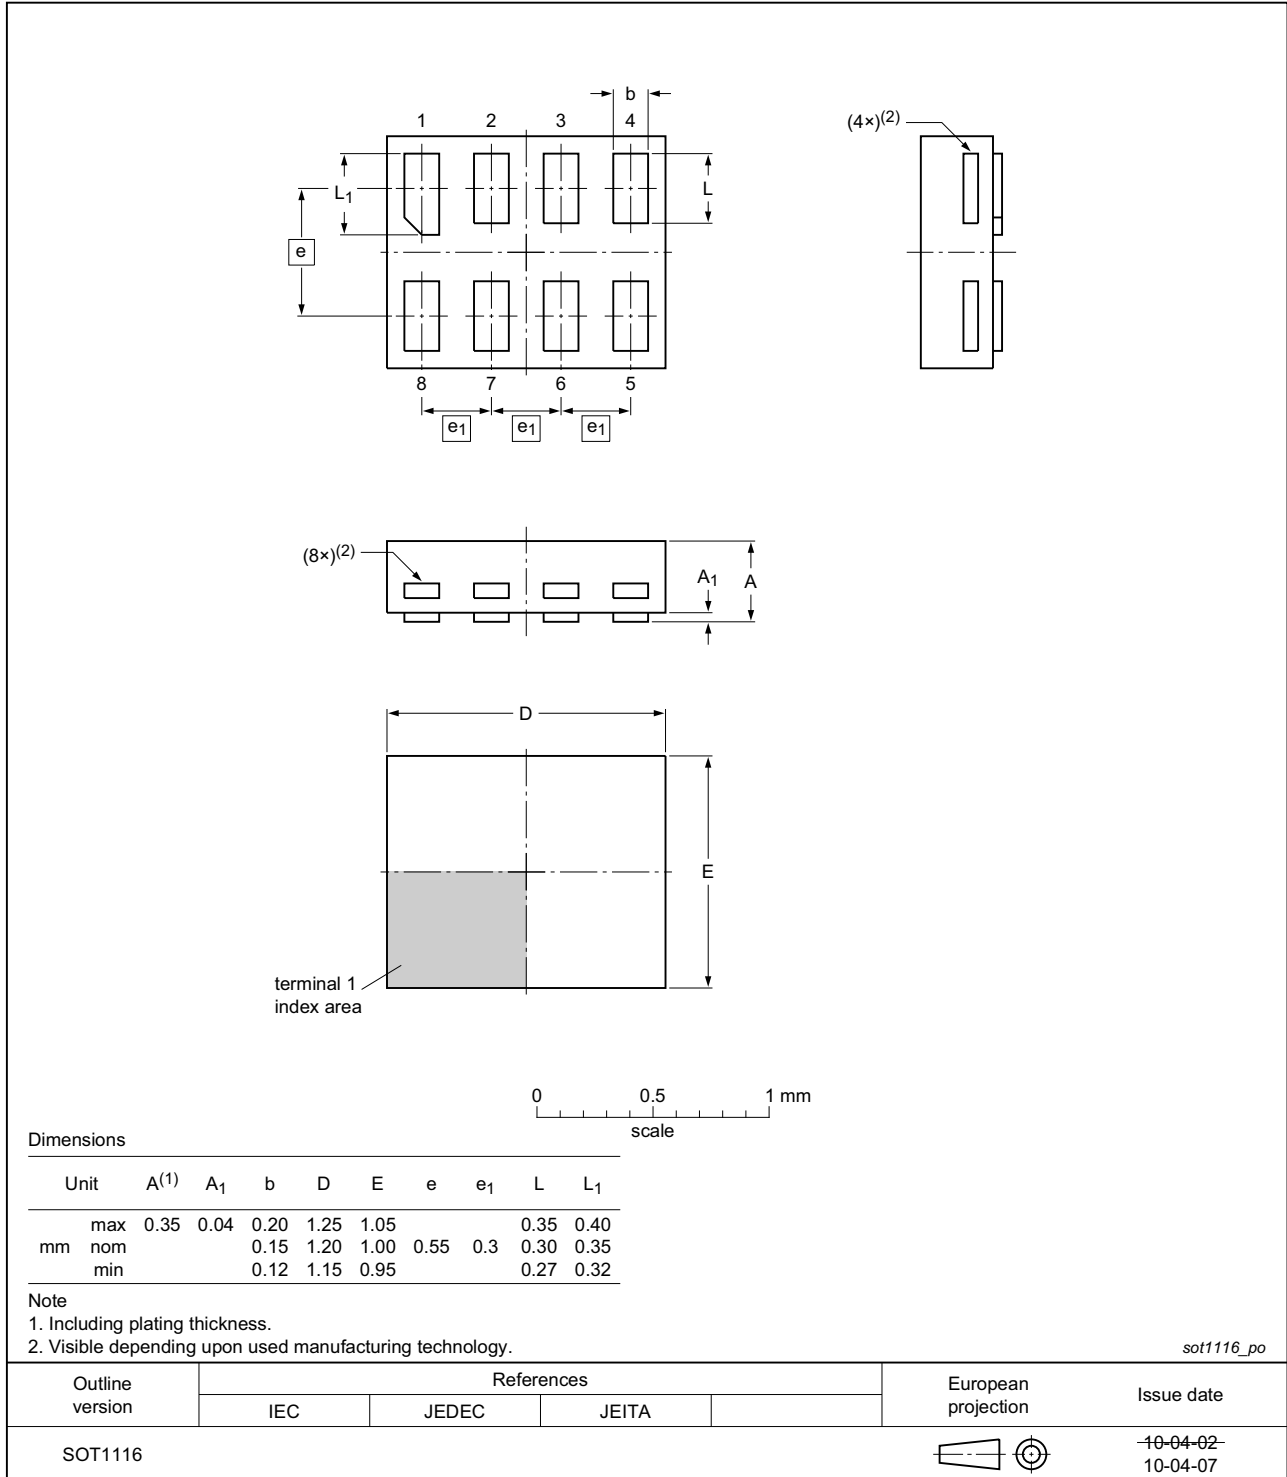 b
1 2 3 4
(4×)(2)
L1
L
e
8 7 6 5
e1 e1 e1
(8×)(2)
A1 A
D
E
terminal 1
index area
0 0.5 1 mm
scale
Dimensions
Unit A(1) A1 b D E e e1 L L1
max 0.35 0.04 0.20 1.25 1.05 0.35 0.40
mm nom 0.15 1.20 1.00 0.55 0.3 0.30 0.35
min 0.12 1.15 0.95 0.27 0.32
Note
1. Including plating thickness.
2. Visible depending upon used manufacturing technology.
sot1116_po
Outline
version
References
IEC JEDEC JEITA
European
projection
Issue date
SOT1116
10-04-02
10-04-07